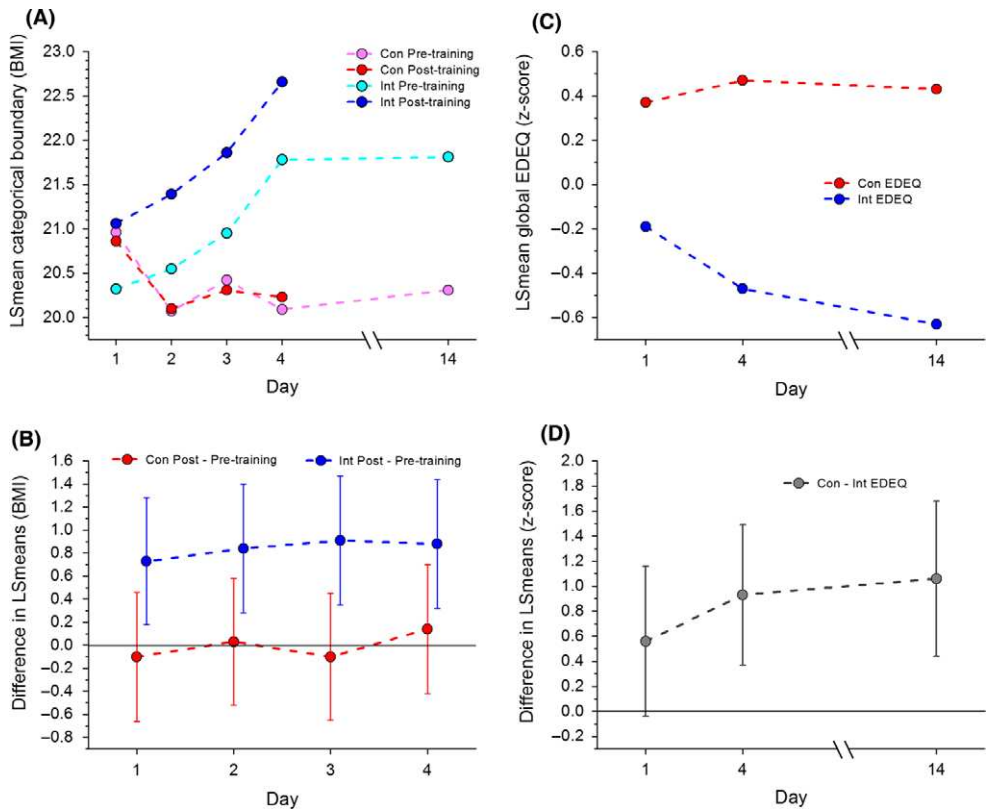 (A)
LSmean categorical boundary (BMI)
23.0
22.5
22.0
21.5
21.0
20.5
20.0
Con Pre-training
Con Post-training
Int Pre-training
Int Post-training
1 2 3 4 14
Day
(C)
LSmean global EDEQ (z-score)
0.6
0.4
0.2
0.0
–0.2
–0.4
–0.6
Con EDEQ
Int EDEQ
1 4 14
Day
(B)
Difference in LSmeans (BMI)
1.6
1.4
1.2
1.0
0.8
0.6
0.4
0.2
0.0
–0.2
–0.4
–0.6
–0.8
Con Post - Pre-training Int Post - Pre-training
1 2 3 4
Day
(D)
Difference in LSmeans (z-score)
2.0
1.8
1.6
1.4
1.2
1.0
0.8
0.6
0.4
0.2
0.0
–0.2
Con - Int EDEQ
1 4 14
Day